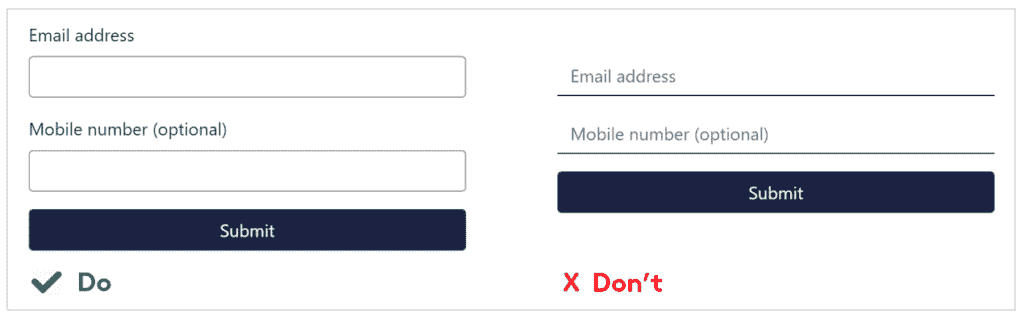 Email address
Mobile number (optional)
Submit
Do
Email address
Mobile number (optional)
Submit
X Don't